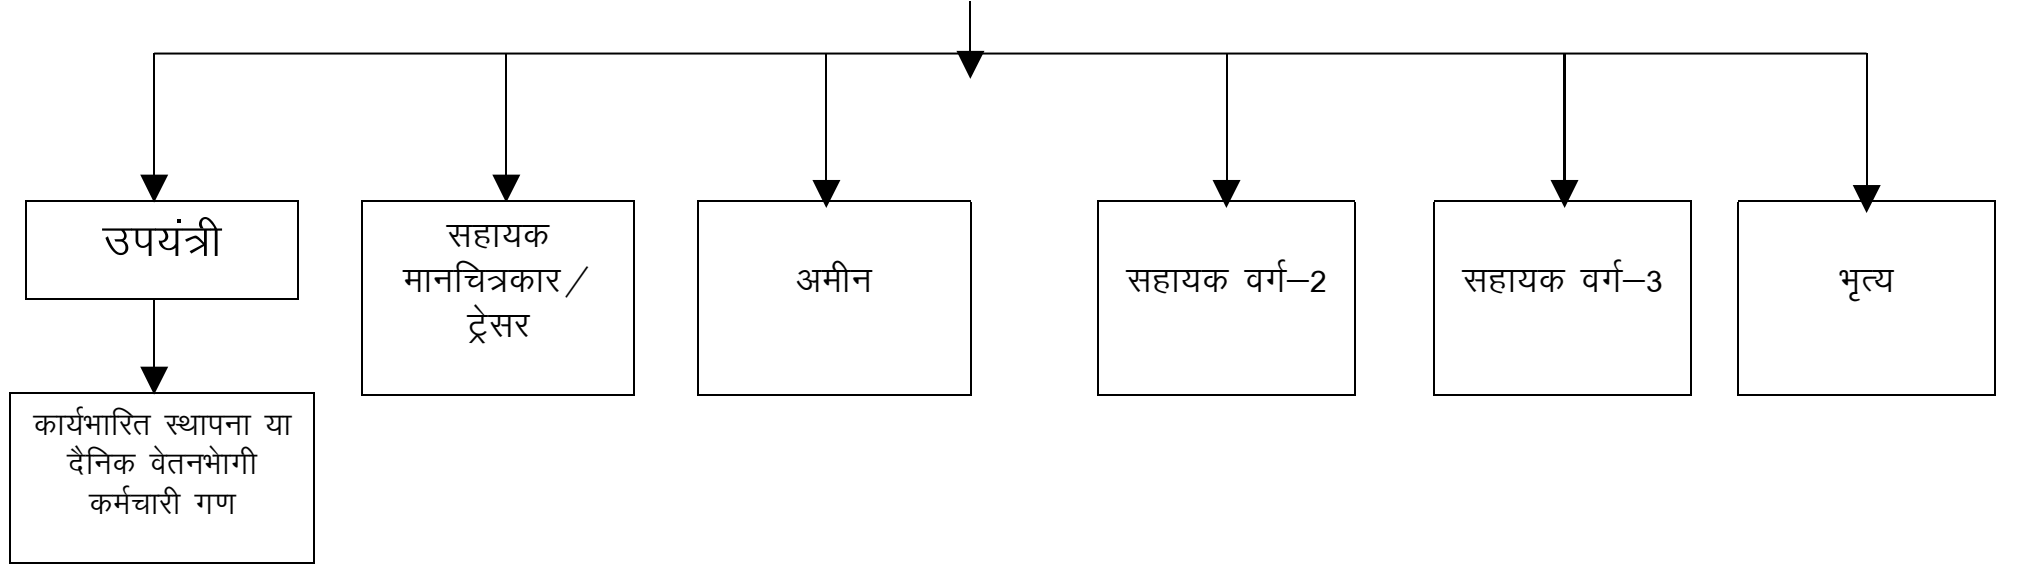 उपयंत्री
सहायक
मानचित्रकार/
ट्रेसर
अमीन
सहायक वर्ग–2
सहायक वर्ग–3
भृत्य
कार्यभारित स्थापना या
दैनिक वेतनभेागी
कर्मचारी गण